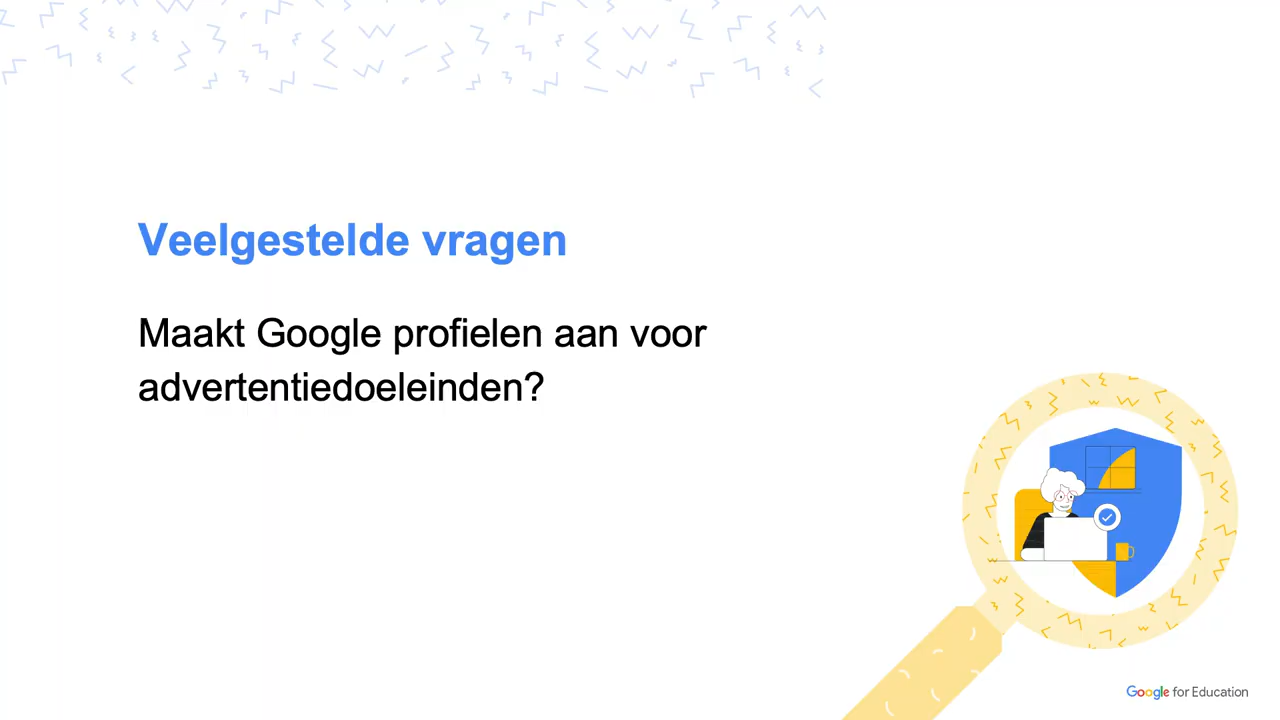 Veelgestelde vragen
Maakt Google profielen aan voor
advertentiedoeleinden?
Google for Education